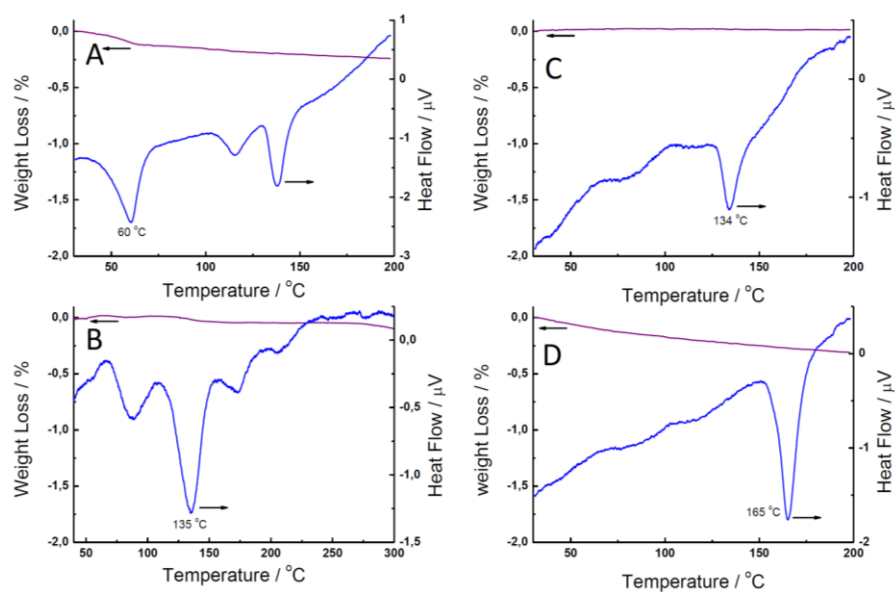 A
0,0
-0,5
-1,0
-1,5
-2,0
Weight Loss / %
1
0
-1
-2
-3
Heat Flow / µV
60 °C
50 100 150 200
Temperature / °C
C
0,0
-0,5
-1,0
-1,5
-2,0
Weight Loss / %
0
-1
Heat Flow / µV
134 °C
50 100 150 200
Temperature / °C
B
0,0
-0,5
-1,0
-1,5
-2,0
Weight Loss / %
0,3
0,0
-0,5
-1,0
-1,5
Heat Flow / µV
135 °C
50 100 150 200 250 300
Temperature / °C
D
0,0
-0,5
-1,0
-1,5
-2,0
weight Loss / %
0
-1
-2
Heat Flow / µV
165 °C
50 100 150 200
Temperature / °C